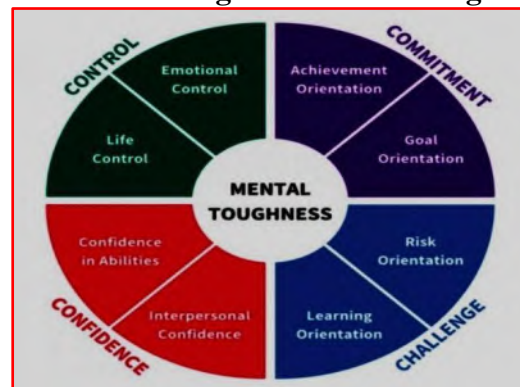 CONTROL
COMMITMENT
Emotional
Control
Achievement
Orientation
Life
Control
Goal
Orientation
MENTAL
TOUGHNESS
Confidence
in Abilities
Risk
Orientation
Interpersonal
Confidence
Learning
Orientation
CONFIDENCE
CHALLENGE